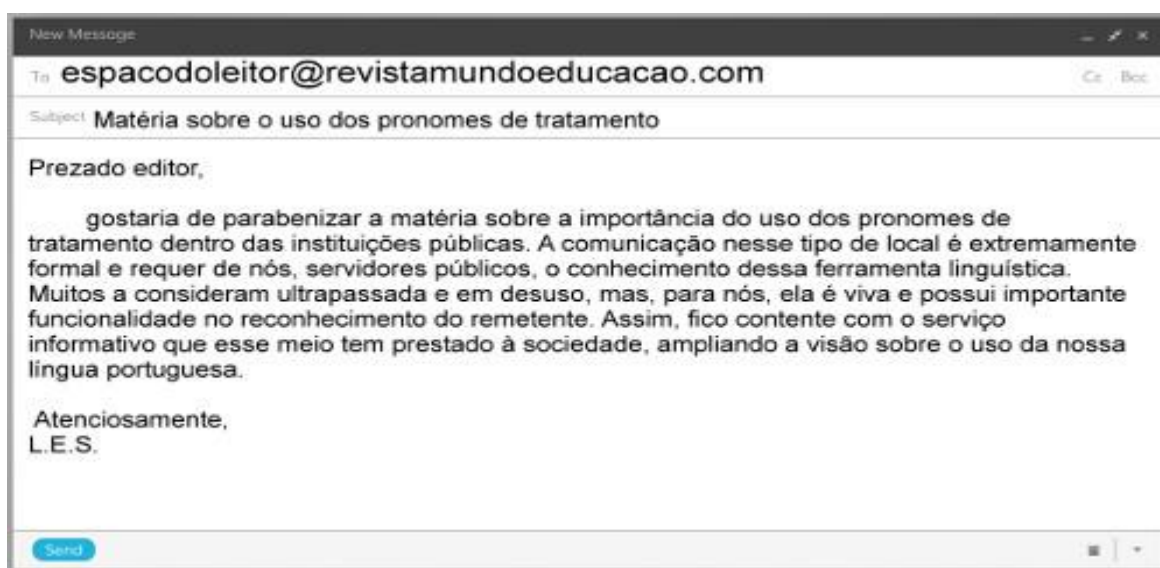 New Message
To espacodoleitor@revistamundoeducacao.com Cc Bcc
Subject Matéria sobre o uso dos pronomes de tratamento
Prezado editor,
gostaria de parabenizar a matéria sobre a importância do uso dos pronomes de
tratamento dentro das instituições públicas. A comunicação nesse tipo de local é extremamente
formal e requer de nós, servidores públicos, o conhecimento dessa ferramenta linguística.
Muitos a consideram ultrapassada e em desuso, mas, para nós, ela é viva e possui importante
funcionalidade no reconhecimento do remetente. Assim, fico contente com o serviço
informativo que esse meio tem prestado à sociedade, ampliando a visão sobre o uso da nossa
língua portuguesa.
Atenciosamente,
L.E.S.
Send